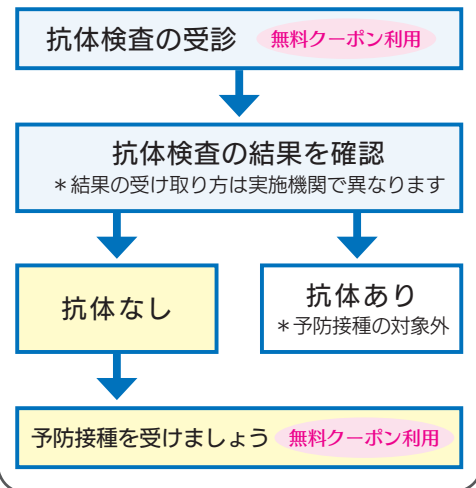 抗体検査の受診 無料クーポン利用
抗体検査の結果を確認
＊結果の受け取り方は実施機関で異なります
抗体なし
抗体あり
＊予防接種の対象外
予防接種を受けましょう 無料クーポン利用